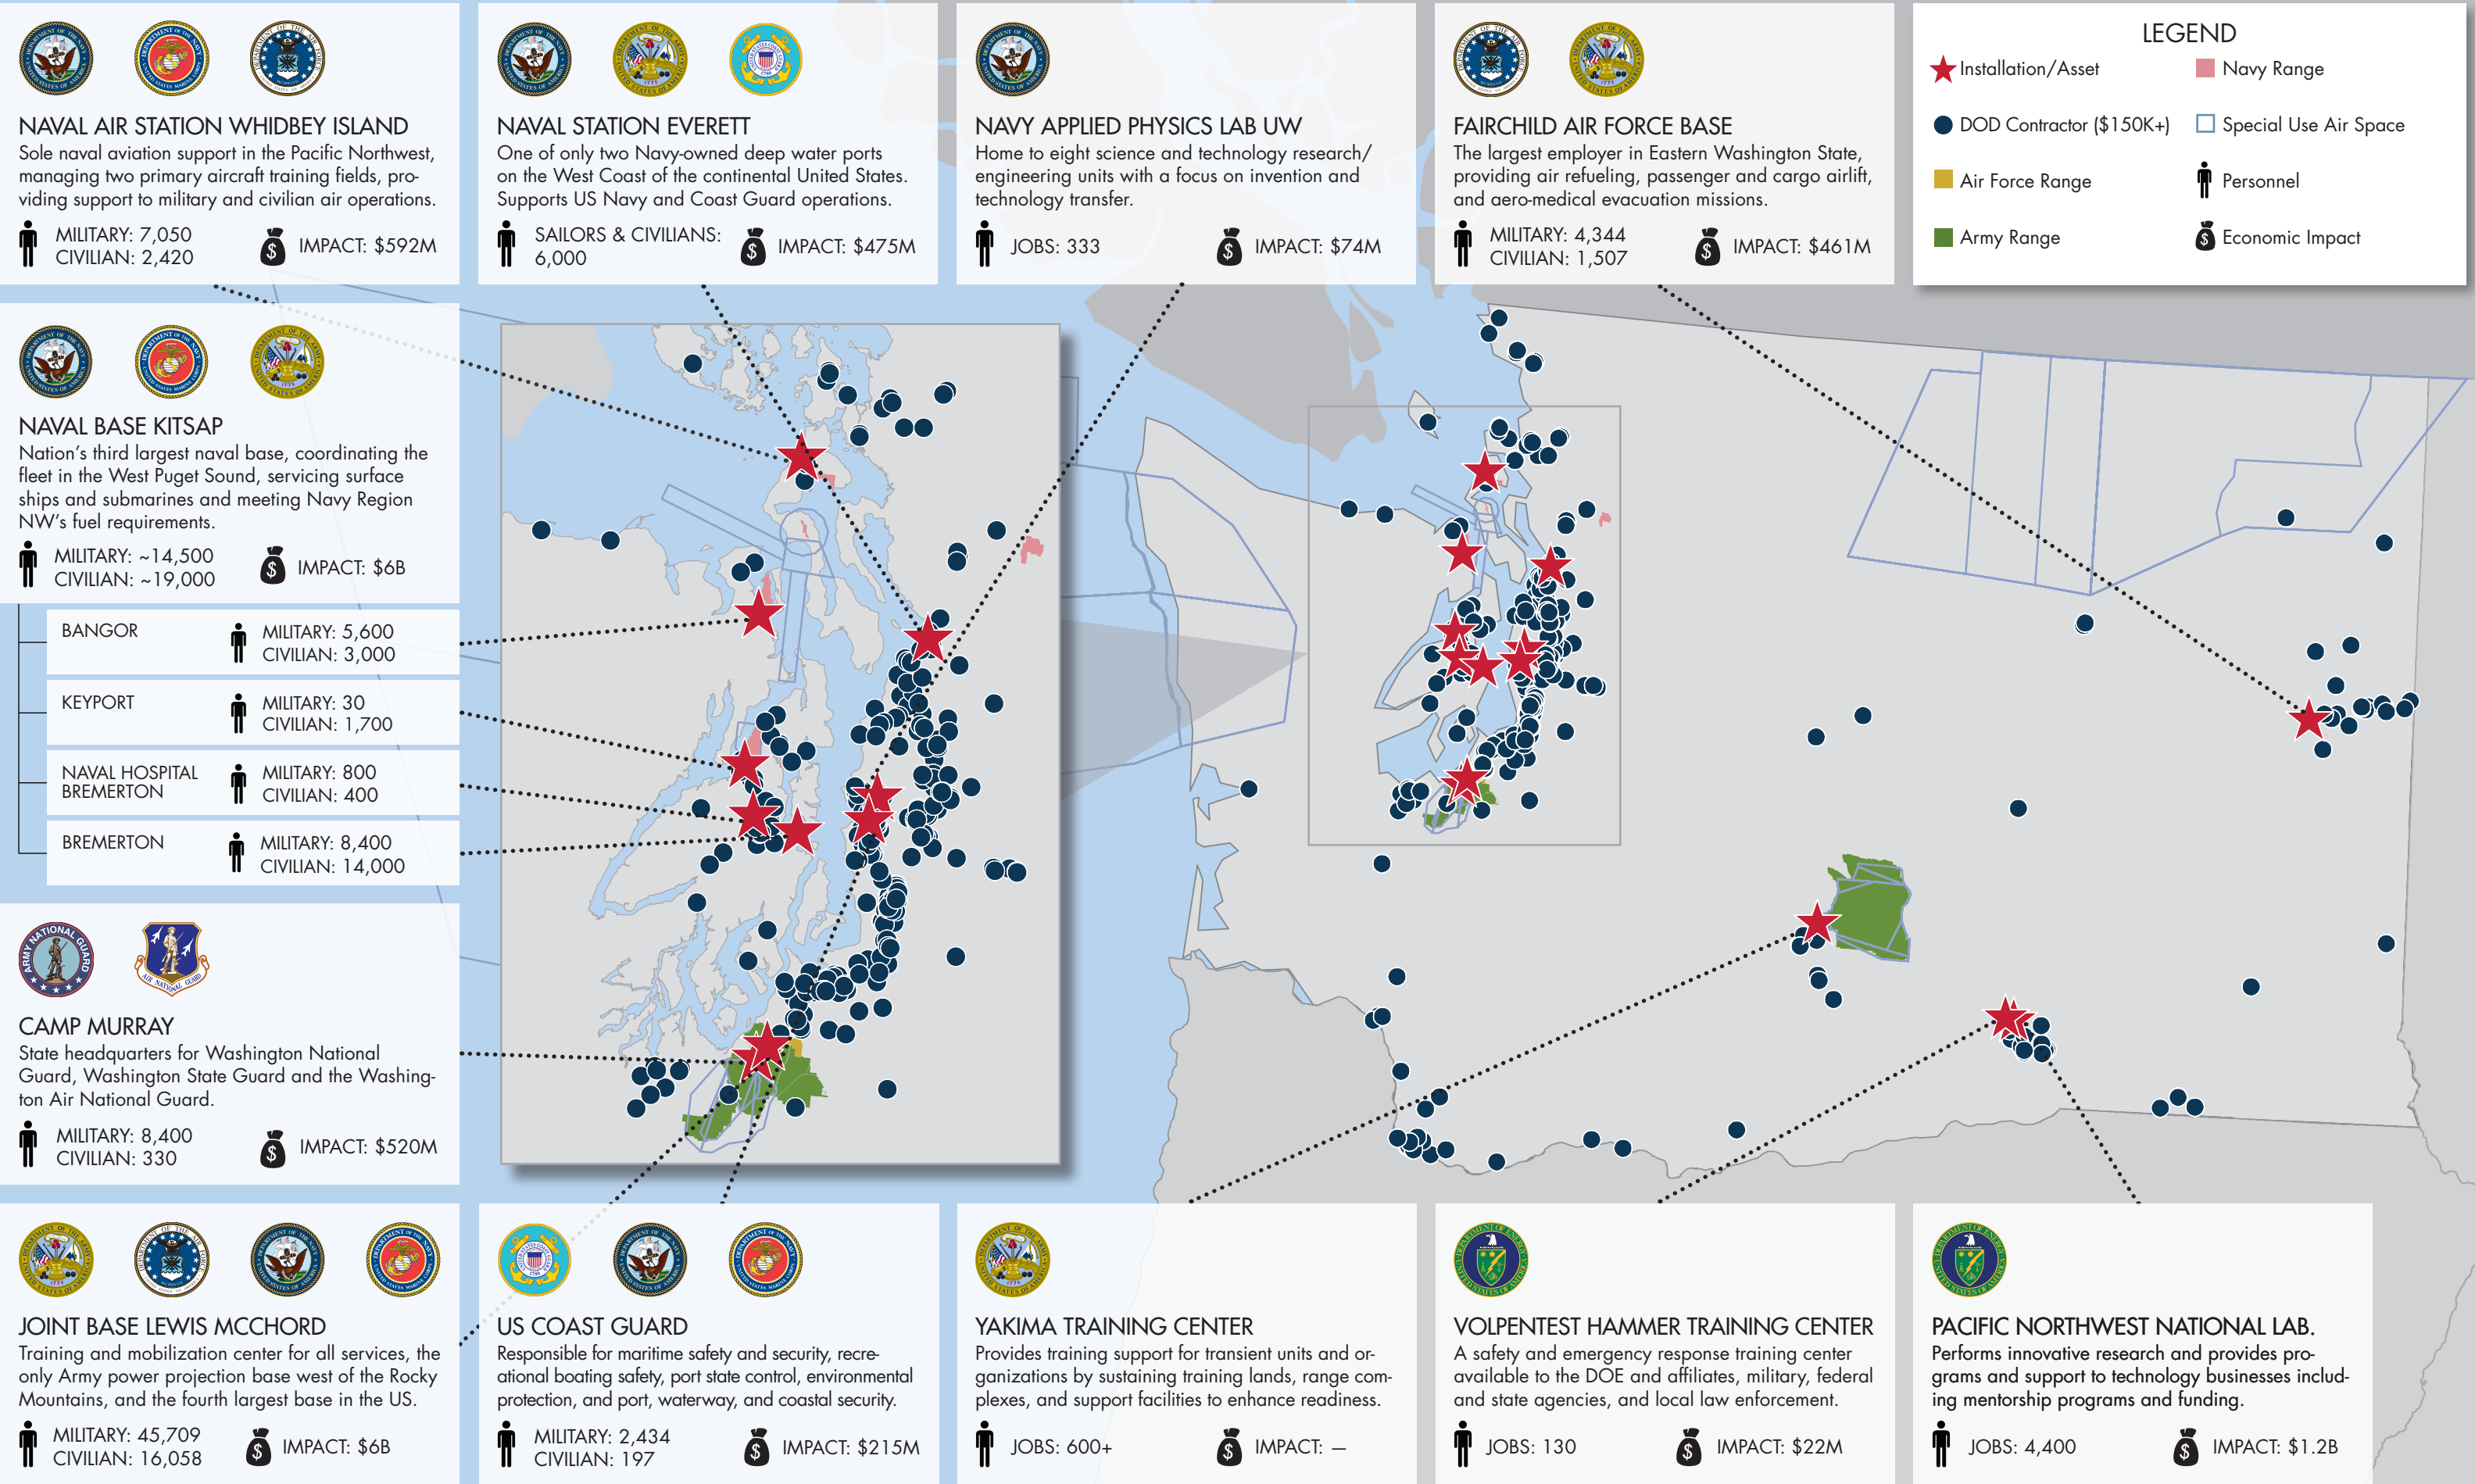 NAVAL AIR STATION WHIDBEY ISLAND
Sole naval aviation support in the Pacific Northwest,
managing two primary aircraft training fields, pro-
viding support to military and civilian air operations.
MILITARY: 7,050
CIVILIAN: 2,420
IMPACT: $592M
NAVAL STATION EVERETT
One of only two Navy-owned deep water ports
on the West Coast of the continental United States.
Supports US Navy and Coast Guard operations.
SAILORS & CIVILIANS:
6,000
IMPACT: $475M
NAVY APPLIED PHYSICS LAB UW
Home to eight science and technology research/
engineering units with a focus on invention and
technology transfer.
JOBS: 333
IMPACT: $74M
FAIRCHILD AIR FORCE BASE
The largest employer in Eastern Washington State,
providing air refueling, passenger and cargo airlift,
and aero-medical evacuation missions.
MILITARY: 4,344
CIVILIAN: 1,507
IMPACT: $461M
LEGEND
Installation/Asset
Navy Range
DOD Contractor ($150K+)
Special Use Air Space
Air Force Range
Personnel
Army Range
Economic Impact
NAVAL BASE KITSAP
Nation's third largest naval base, coordinating the
fleet in the West Puget Sound, servicing surface
ships and submarines and meeting Navy Region
NW's fuel requirements.
MILITARY: ~14,500
CIVILIAN: ~19,000
IMPACT: $6B
BANGOR
MILITARY: 5,600
CIVILIAN: 3,000
KEYPORT
MILITARY: 30
CIVILIAN: 1,700
NAVAL HOSPITAL
BREMERTON
MILITARY: 800
CIVILIAN: 400
BREMERTON
MILITARY: 8,400
CIVILIAN: 14,000
ARMY NATIONAL GUARD
AIR NATIONAL GUARD
CAMP MURRAY
State headquarters for Washington National
Guard, Washington State Guard and the Washing-
ton Air National Guard.
MILITARY: 8,400
CIVILIAN: 330
IMPACT: $520M
JOINT BASE LEWIS MCCHORD
Training and mobilization center for all services, the
only Army power projection base west of the Rocky
Mountains, and the fourth largest base in the US.
MILITARY: 45,709
CIVILIAN: 16,058
IMPACT: $6B
US COAST GUARD
Responsible for maritime safety and security, recre-
ational boating safety, port state control, environmental
protection, and port, waterway, and coastal security.
MILITARY: 2,434
CIVILIAN: 197
IMPACT: $215M
YAKIMA TRAINING CENTER
Provides training support for transient units and or-
ganizations by sustaining training lands, range com-
plexes, and support facilities to enhance readiness.
JOBS: 600+
IMPACT: —
VOLPENTEST HAMMER TRAINING CENTER
A safety and emergency response training center
available to the DOE and affiliates, military, federal
and state agencies, and local law enforcement.
JOBS: 130
IMPACT: $22M
PACIFIC NORTHWEST NATIONAL LAB.
Performs innovative research and provides pro-
grams and support to technology businesses includ-
ing mentorship programs and funding.
JOBS: 4,400
IMPACT: $1.2B